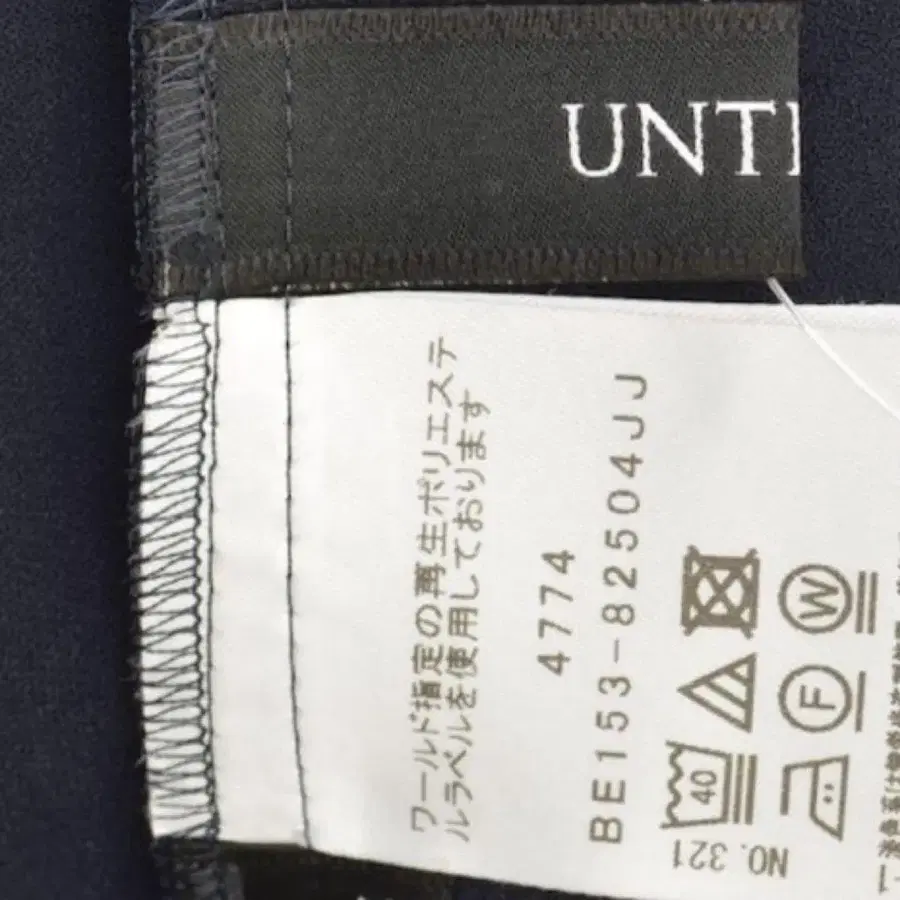 UNTI
ワールド指定の再生ポリエステ
ルラベルを使用しております
4774
BE153-82504JJ
40
W
F
NO.321